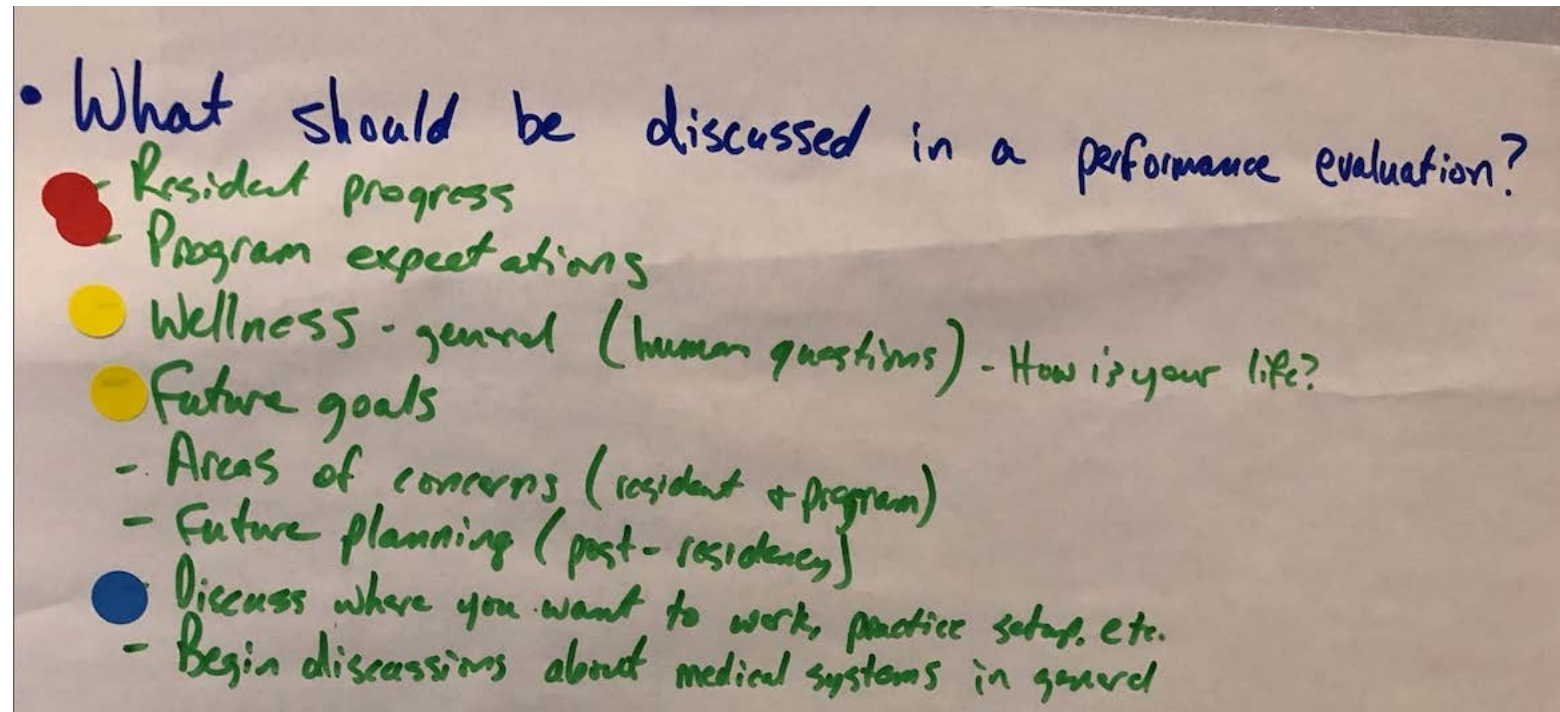 • What should be discussed in a performance evaluation?
- Resident progress
- Program expectations
Wellness - general (human questions) - How is your life?
Future goals
- Areas of concerns (resident + program)
- Future planning (post-residency)
Discuss where you want to work, practice setup, etc.
- Begin discussions about medical systems in general